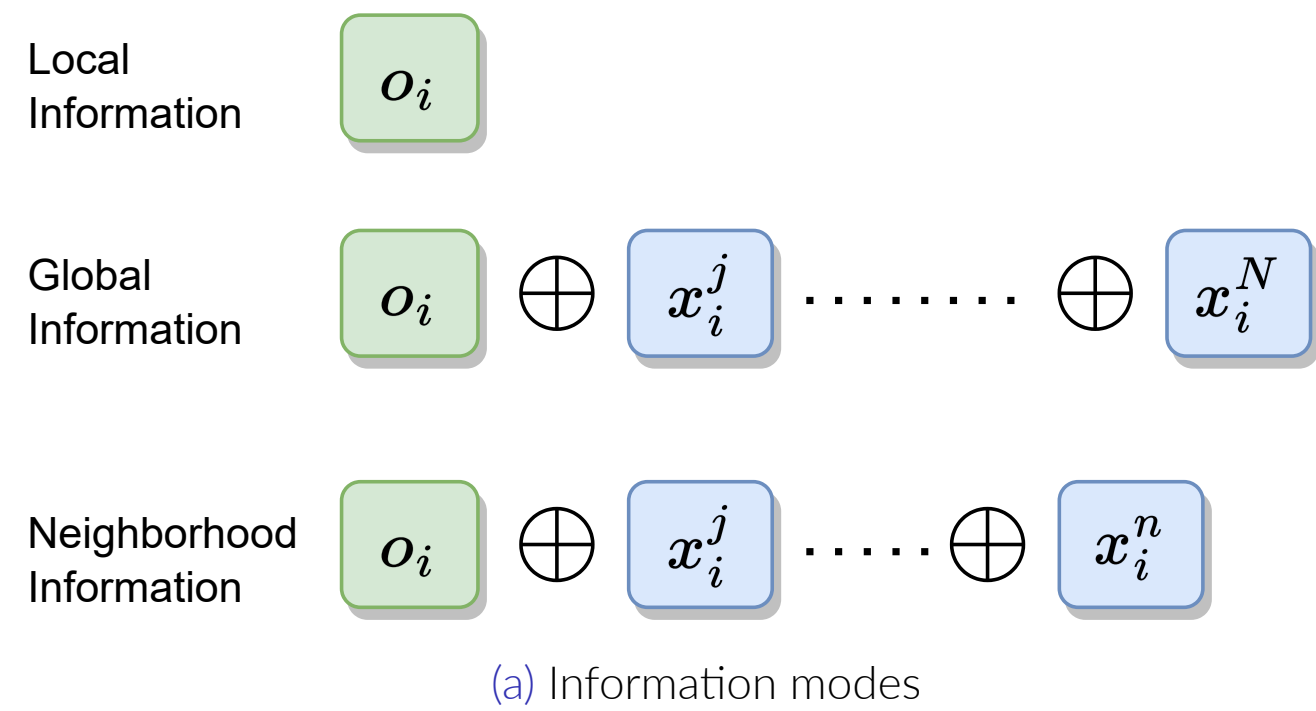 Local
Information
o_i
Global
Information
o_i ⊕ x_i^j ........ ⊕ x_i^N
Neighborhood
Information
o_i ⊕ x_i^j ..... ⊕ x_i^n
(a) Information modes